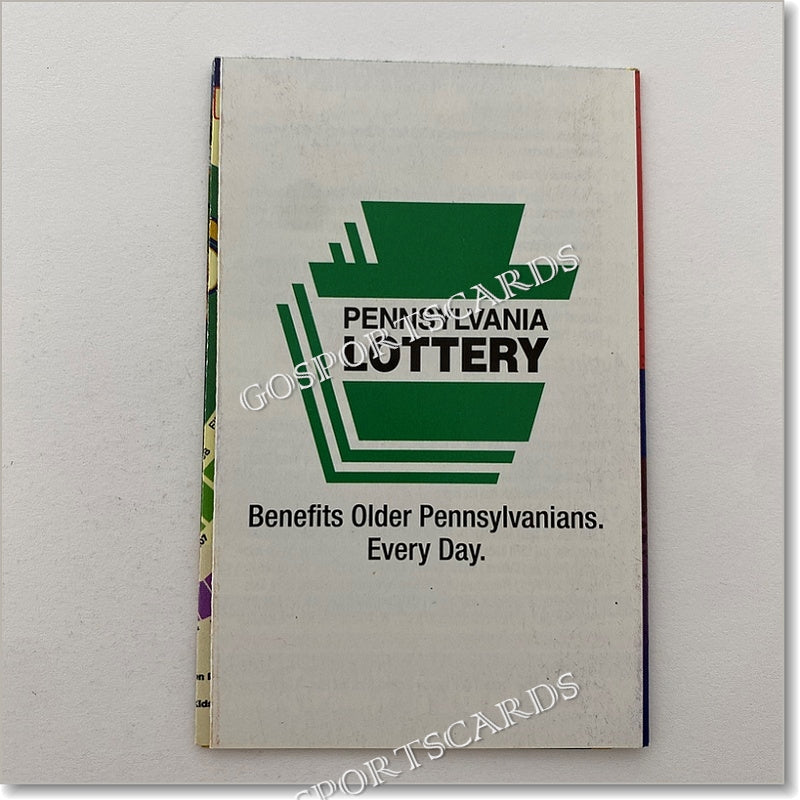 PENNSYLVANIA
LOTTERY
Benefits Older Pennsylvanians.
Every Day.
GOSPORTSCARDS
GOSPORTSCARDS